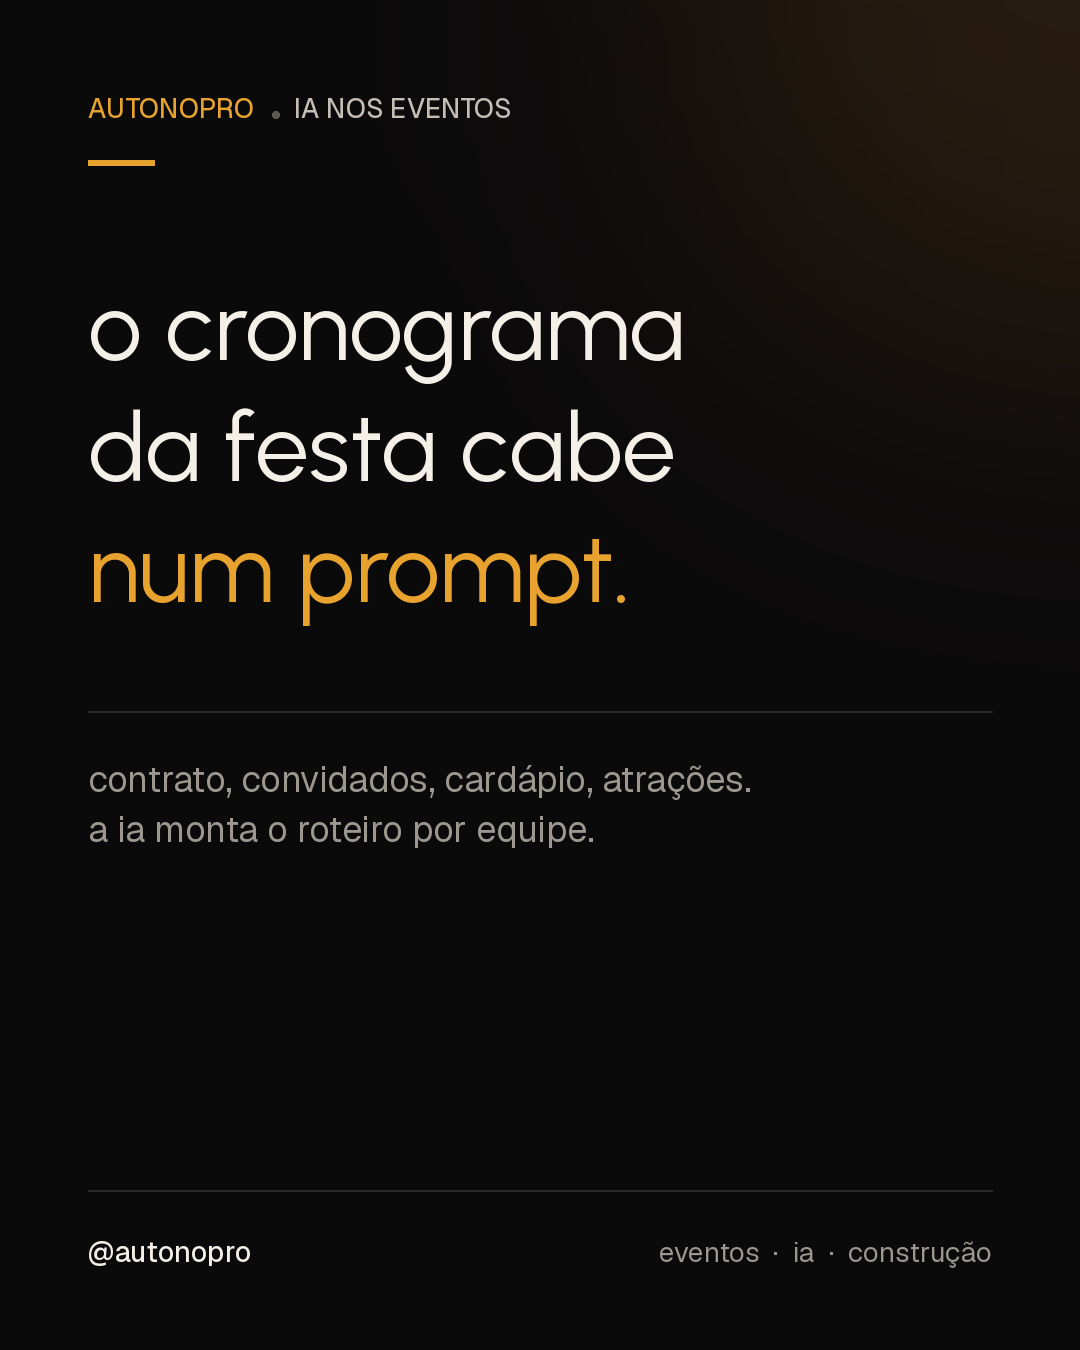 AUTONOPRO . IA NOS EVENTOS
o cronograma
da festa cabe
num prompt.
contrato, convidados, cardápio, atrações.
a ia monta o roteiro por equipe.
@autonopro
eventos · ia · construção